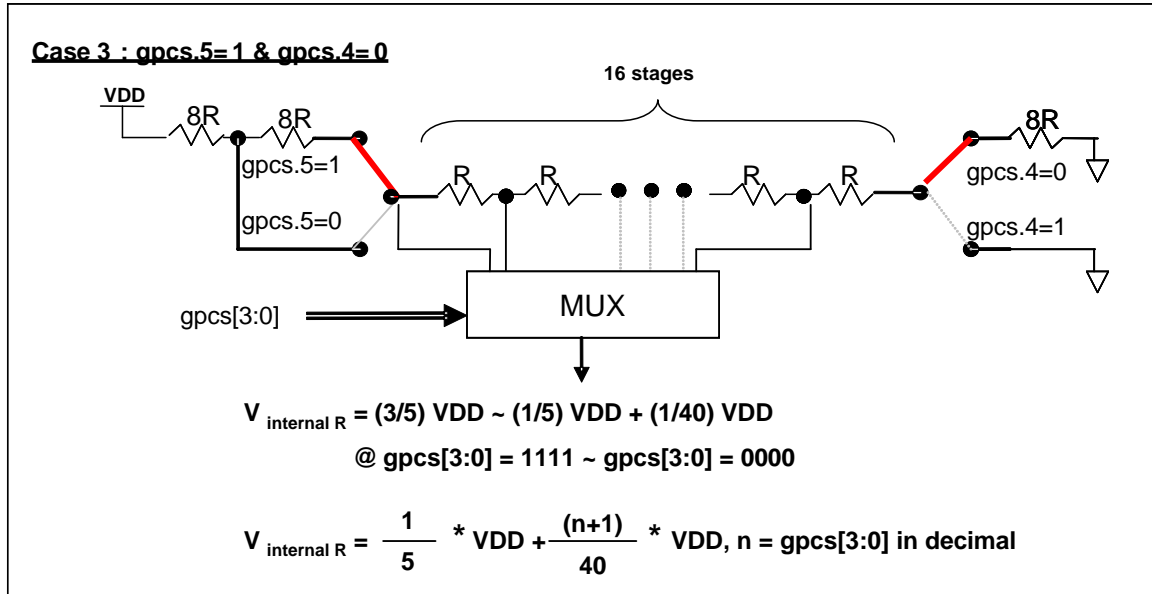 Case 3 : gpcs.5=1 & gpcs.4=0
16 stages
VDD
8R
8R
8R
gpcs.5=1
gpcs.4=0
R
R
R
R
gpcs.5=0
gpcs.4=1
gpcs[3:0]
MUX
V internal R = (3/5) VDD ~ (1/5) VDD + (1/40) VDD
@ gpcs[3:0] = 1111 ~ gpcs[3:0] = 0000
V internal R = 1/5 * VDD + (n+1)/40 * VDD, n = gpcs[3:0] in decimal